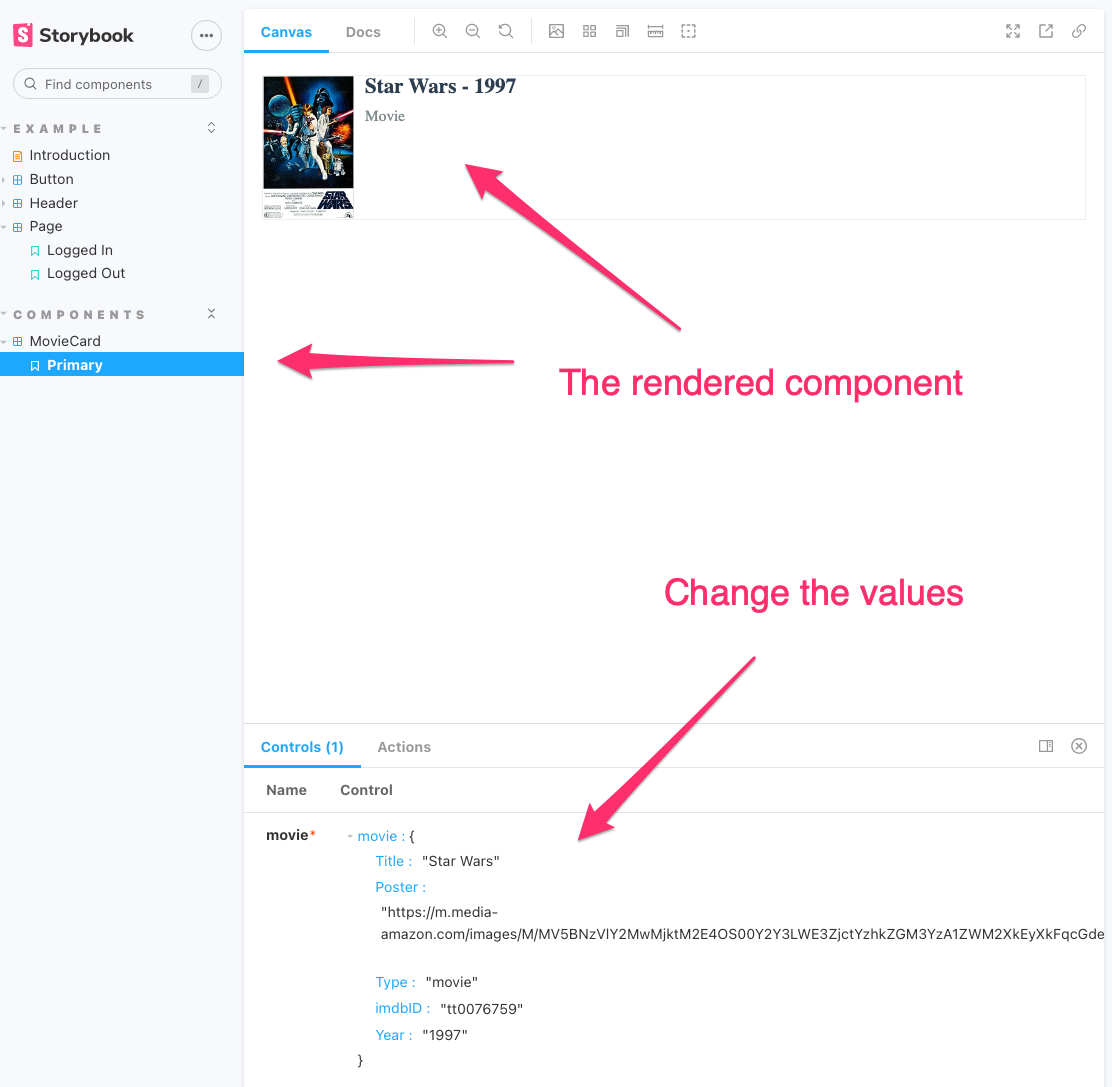 Storybook
Find components /
EXAMPLE
Introduction
Button
Header
Page
Logged In
Logged Out
COMPONENTS
MovieCard
Primary
Canvas Docs
Star Wars - 1997
Movie
STAR WARS
The rendered component
Change the values
Controls (1) Actions
Name Control
movie* movie : {
Title : "Star Wars"
Poster :
"https://m.media-
amazon.com/images/M/MV5BNzVlY2MwMjktM2E4OS00Y2Y3LWE3ZjctYzhkZGM3YzA1ZWM2XkEyXkFqcGde
Type : "movie"
imdbID : "tt0076759"
Year : "1997"
}